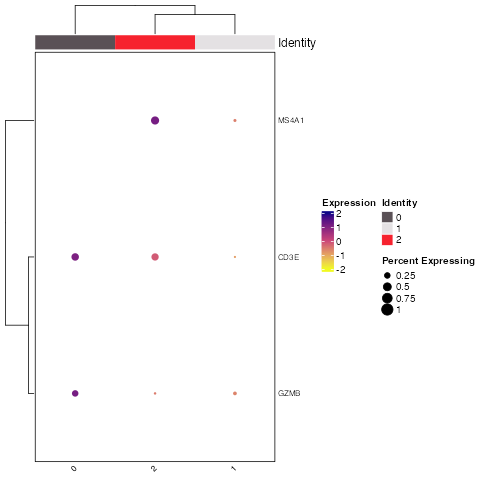 Identity
MS4A1
CD3E
GZMB
0
2
1
Expression
2
1
0
-1
-2
Identity
0
1
2
Percent Expressing
0.25
0.5
0.75
1